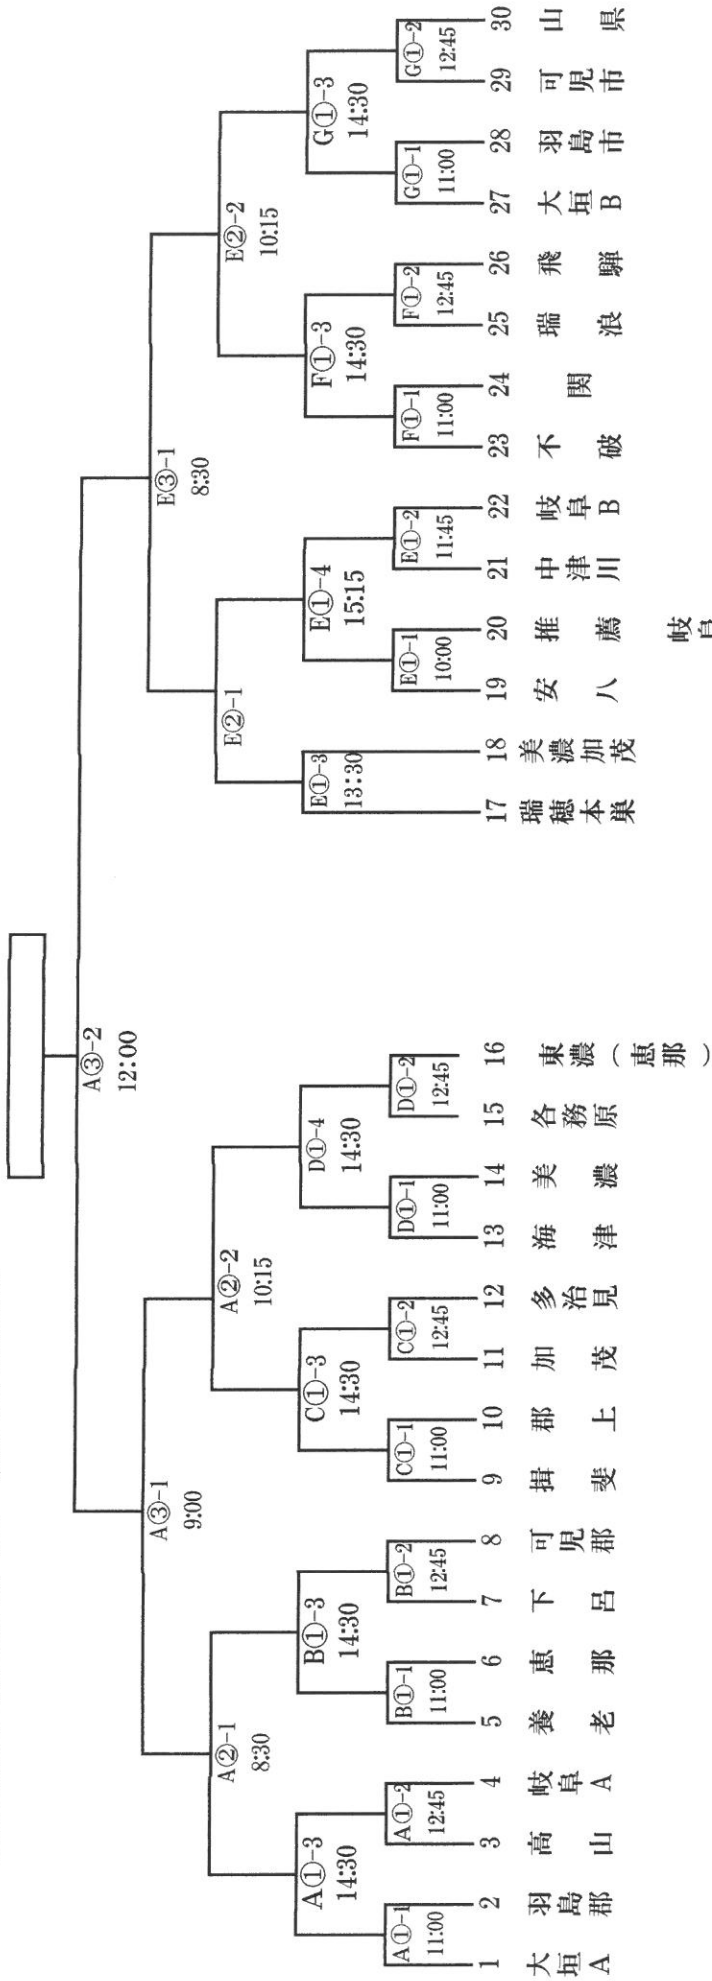 A③-2
12:00
A③-1
9:00
E③-1
8:30
A②-1
8:30
A②-2
10:15
E②-1
E②-2
10:15
A①-3
14:30
B①-3
14:30
C①-3
14:30
D①-4
14:30
E①-3
13:30
E①-4
15:15
F①-3
14:30
G①-3
14:30
A①-1
11:00
A①-2
12:45
B①-1
11:00
B①-2
12:45
C①-1
11:00
C①-2
12:45
D①-1
11:00
D①-2
12:45
E①-1
10:00
E①-2
11:45
F①-1
11:00
F①-2
12:45
G①-1
11:00
G①-2
12:45
1 大垣A
2 羽島郡
3 高山
4 岐阜A
5 養老
6 恵那
7 下呂
8 可児郡
9 揖斐
10 郡上
11 加茂
12 多治見
13 海津
14 美濃
15 各務原
16 東濃(恵那)
17 瑞穂本巣
18 美濃加茂
19 安八
20 推薦 岐阜
21 中津川
22 岐阜B
23 不破
24 関
25 瑞浪
26 飛騨
27 大垣B
28 羽島市
29 可児市
30 山県